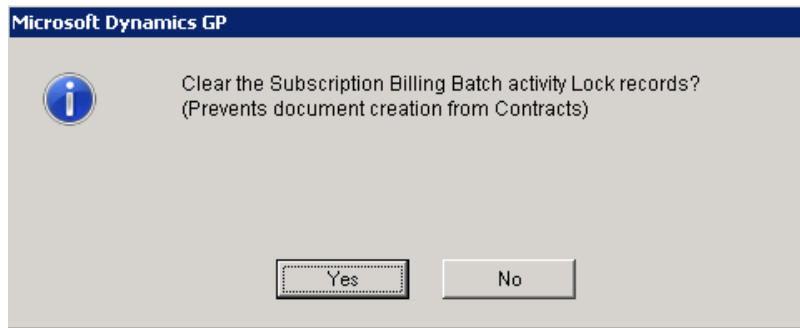 Microsoft Dynamics GP
Clear the Subscription Billing Batch activity Lock records?
(Prevents document creation from Contracts)
Yes
No